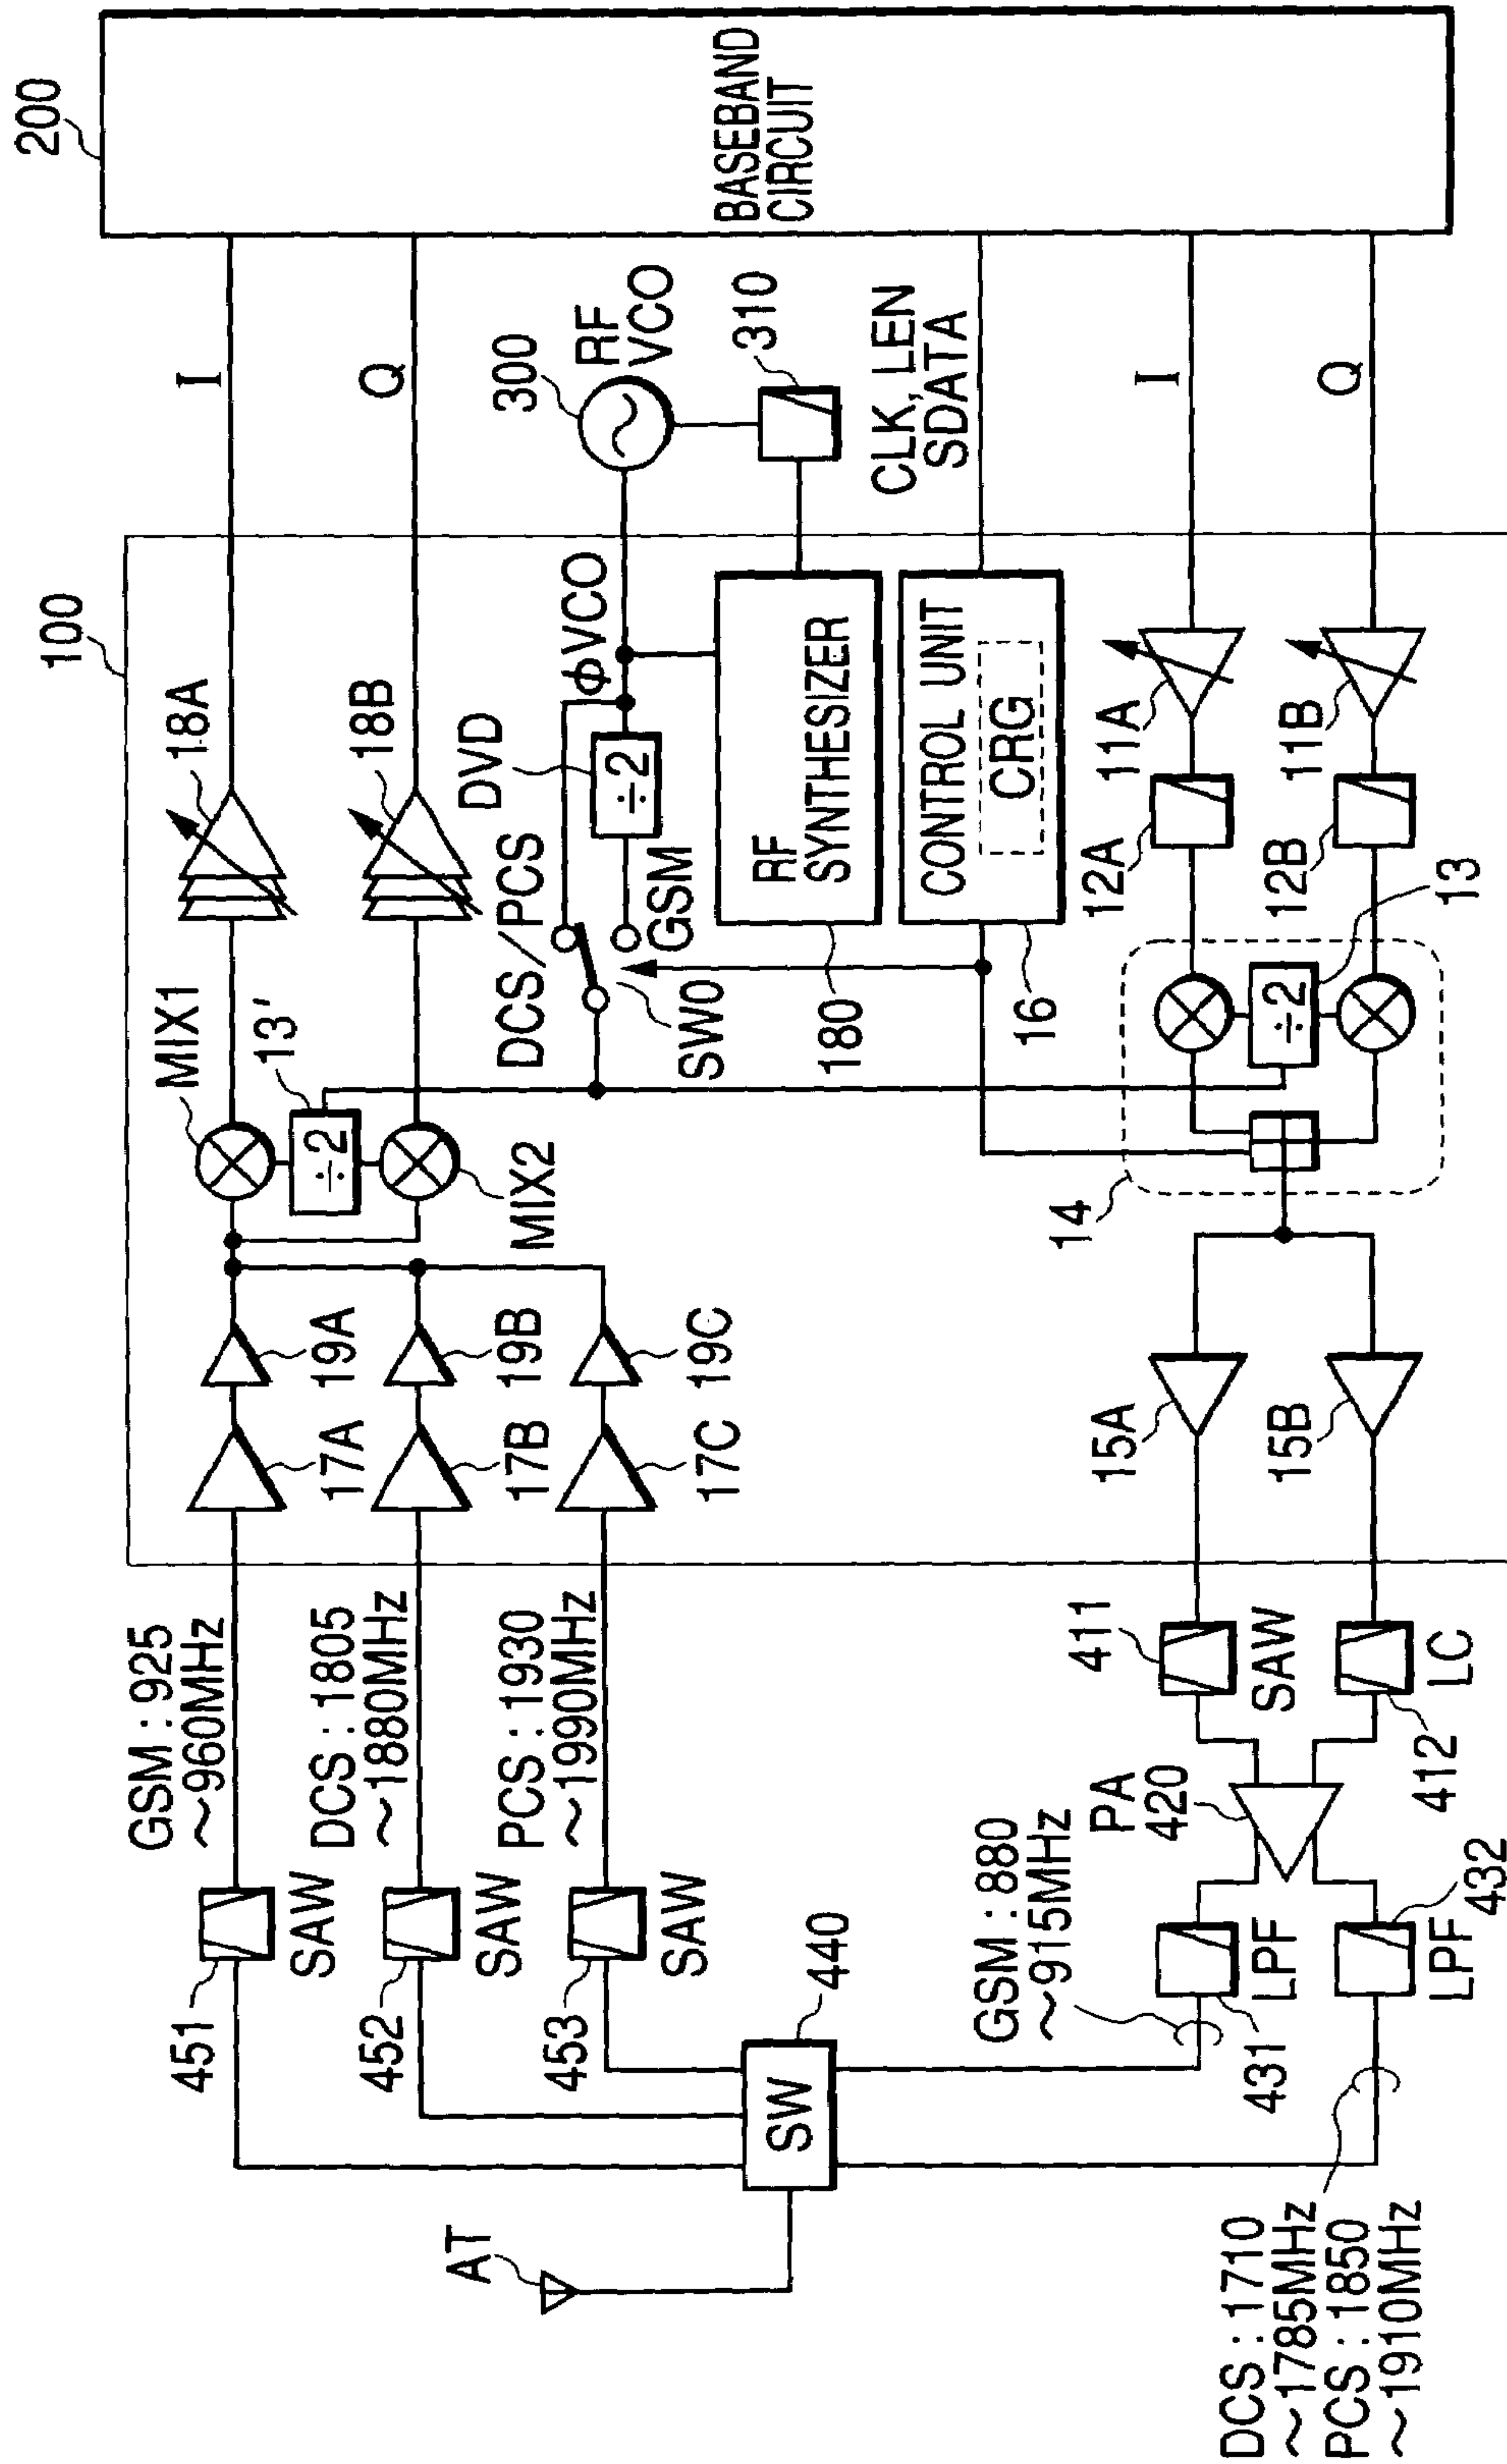 200
BASEBAND
CIRCUIT
I
Q
300
RF
VCO
310
CLK, LEN
SDATA
I
Q
100
18A
18B
DVD
φVCO
÷2
DCS/PCS
GSM
SW0
RF
SYNTHESIZER
180
CONTROL UNIT
CRG
16
11A
11B
12A
12B
13
÷2
14
MIX1
13'
÷2
MIX2
19A
19B
19C
17A
17B
17C
15A
15B
GSM : 925
~960MHz
DCS : 1805
~1880MHz
PCS : 1930
~1990MHz
411
SAW
LC
412
PA
420
451
SAW
452
SAW
453
SAW
440
SW
GSM : 880
~915MHz
LPF
431
432
LPF
AT
DCS : 1710
~1785MHz
PCS : 1850
~1910MHz